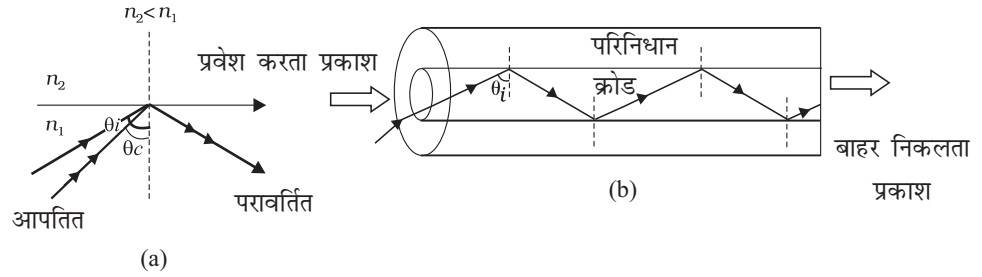 n₂<n₁
n₂
n₁
θi
θc
आपतित
परावर्तित
(a)
प्रवेश करता प्रकाश
परिनिधान
क्रोड
θi
बाहर निकलता
प्रकाश
(b)